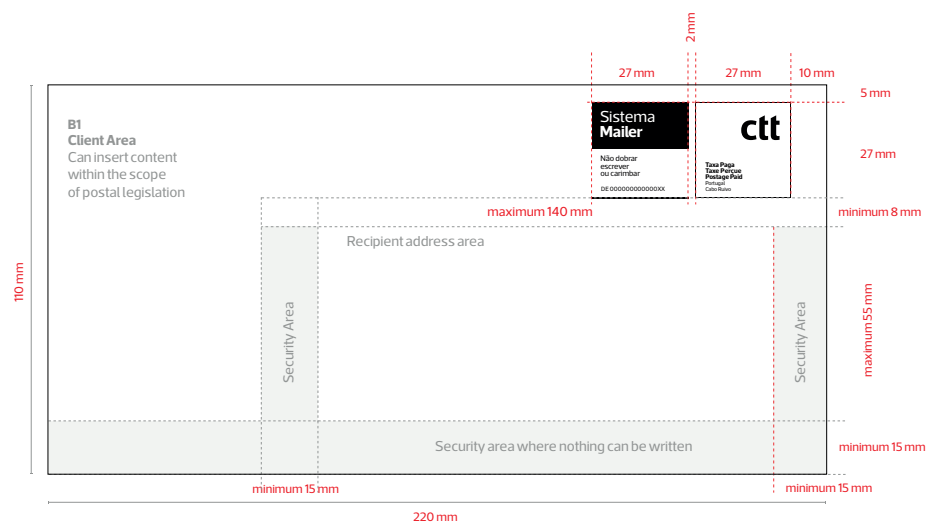 2 mm
27 mm
27 mm
10 mm
5 mm
B1
Client Area
Can insert content
within the scope
of postal legislation
Sistema
Mailer
Não dobrar
escrever
ou carimbar
DE 000000000000XX
ctt
Taxa Paga
Taxe Perçue
Postage Paid
Portugal
Cabo Ruivo
27 mm
maximum 140 mm
minimum 8 mm
Recipient address area
110 mm
Security Area
Security Area
maximum 55 mm
Security area where nothing can be written
minimum 15 mm
minimum 15 mm
minimum 15 mm
220 mm